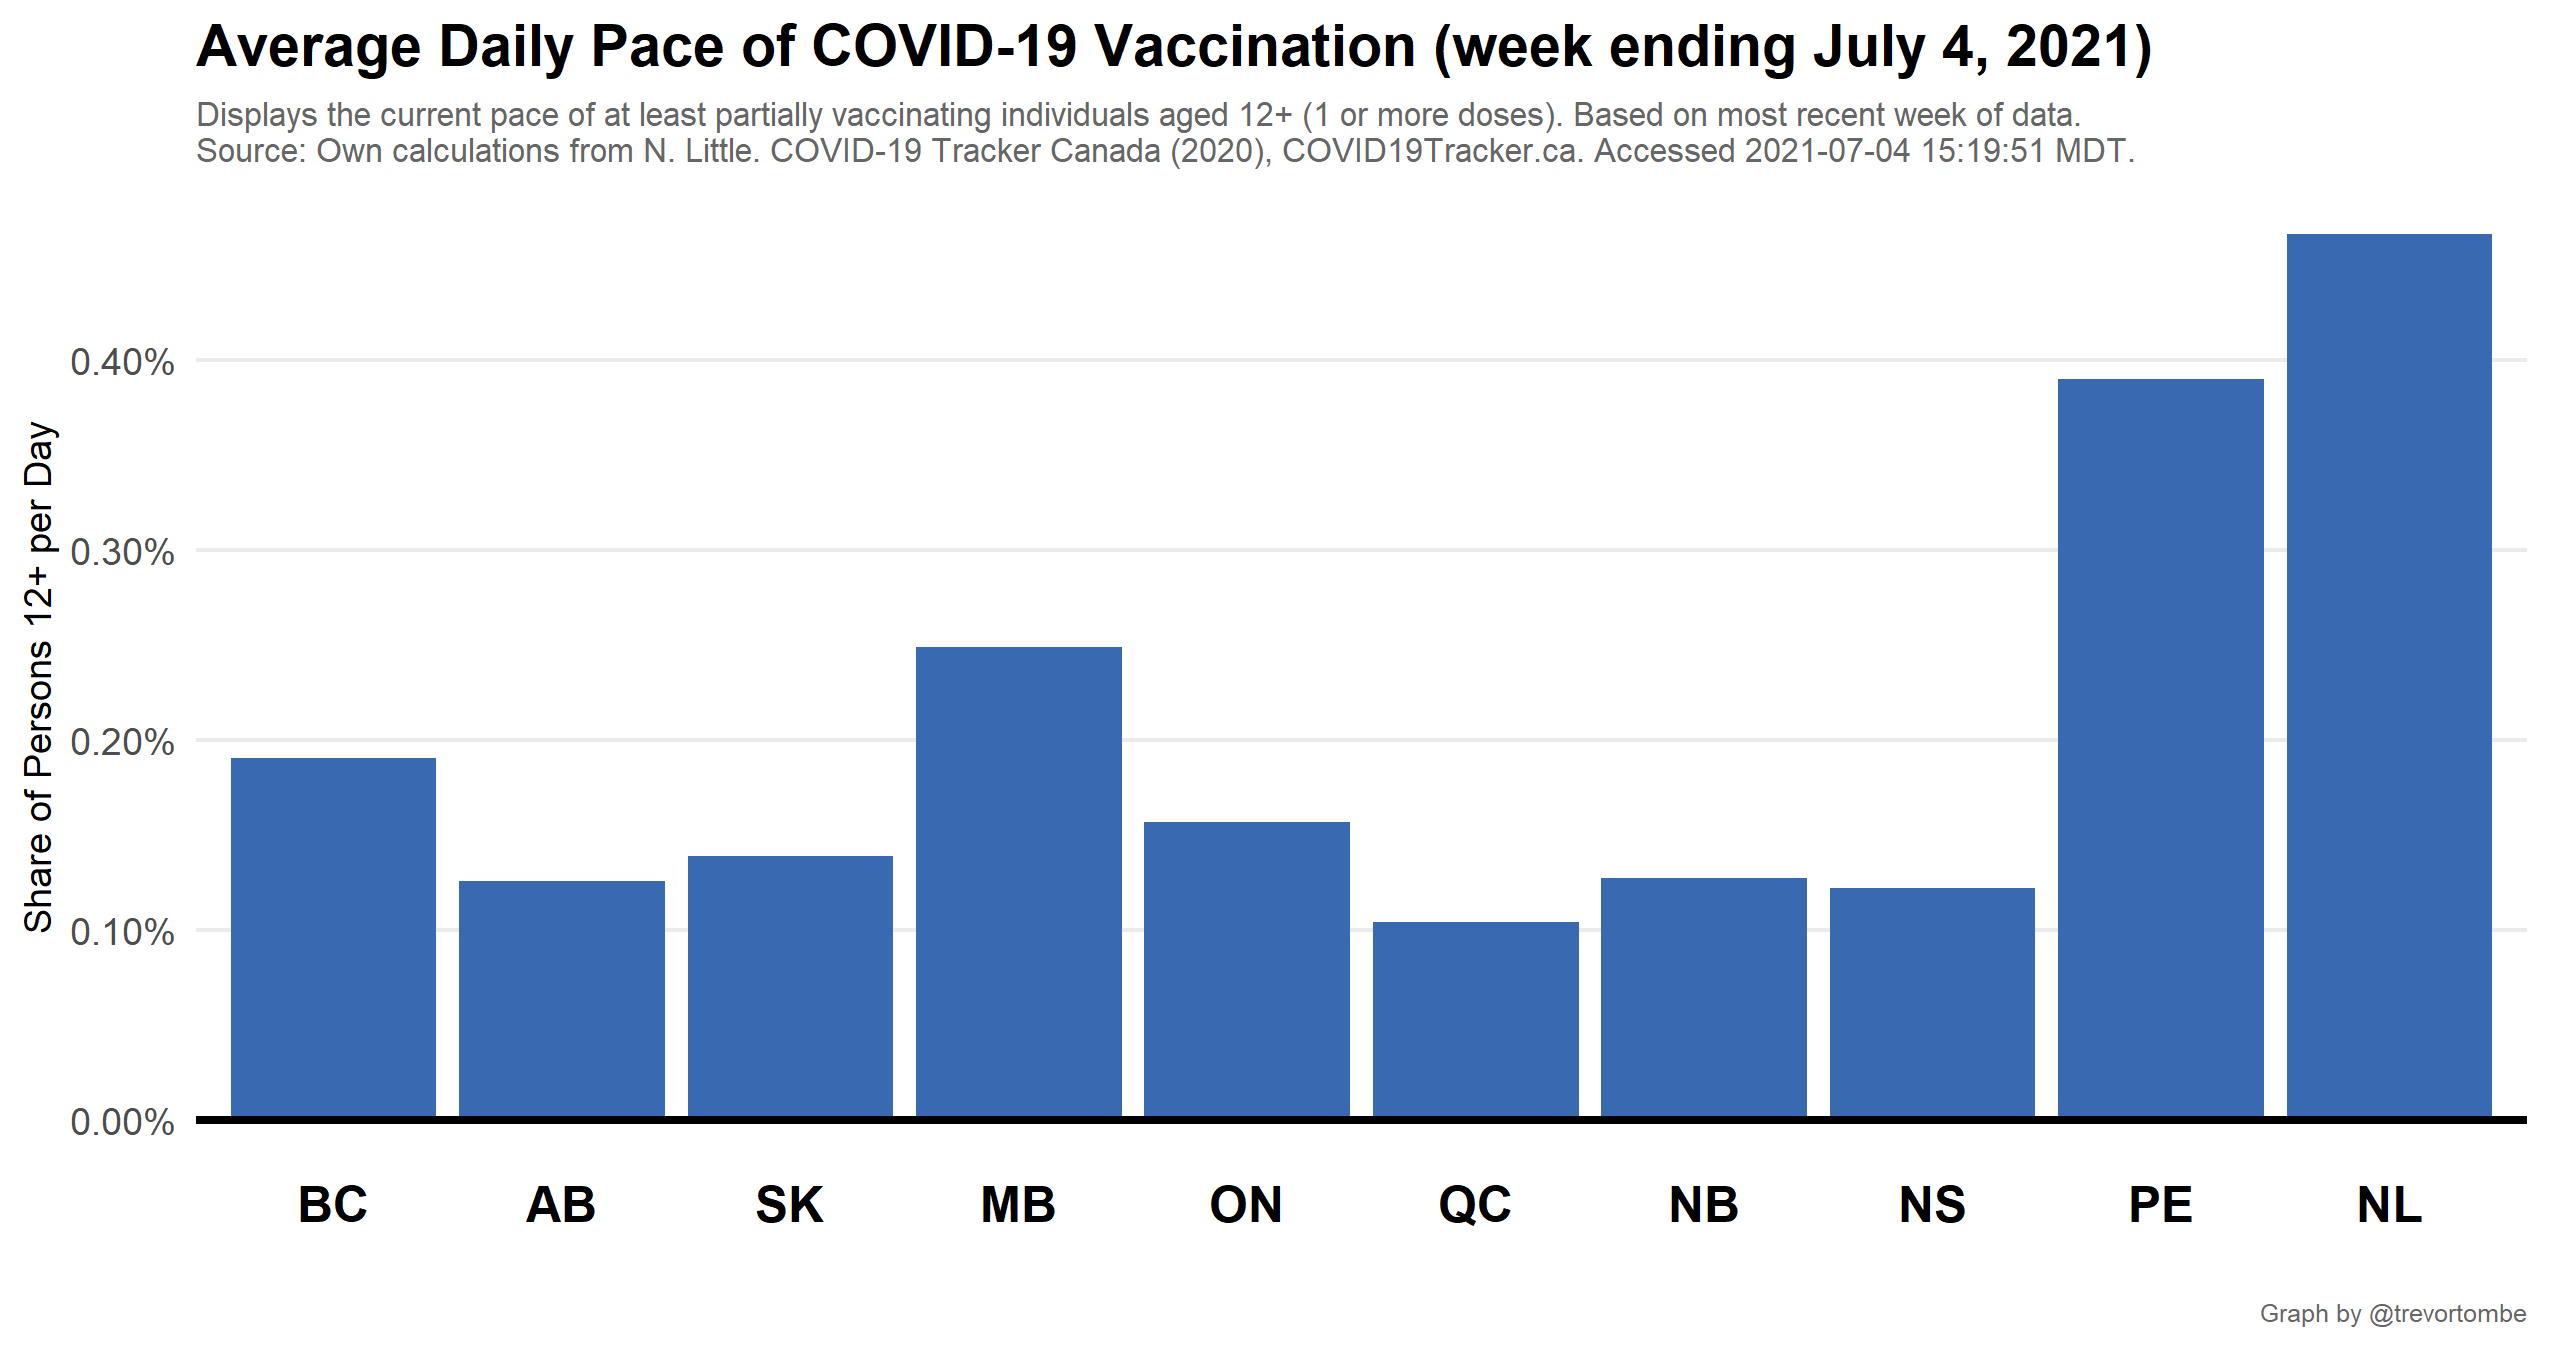 Average Daily Pace of COVID-19 Vaccination (week ending July 4, 2021)
Displays the current pace of at least partially vaccinating individuals aged 12+ (1 or more doses). Based on most recent week of data.
Source: Own calculations from N. Little. COVID-19 Tracker Canada (2020), COVID19Tracker.ca. Accessed 2021-07-04 15:19:51 MDT.
Share of Persons 12+ per Day
0.40%
0.30%
0.20%
0.10%
0.00%
BC AB SK MB ON QC NB NS PE NL
Graph by @trevortombe